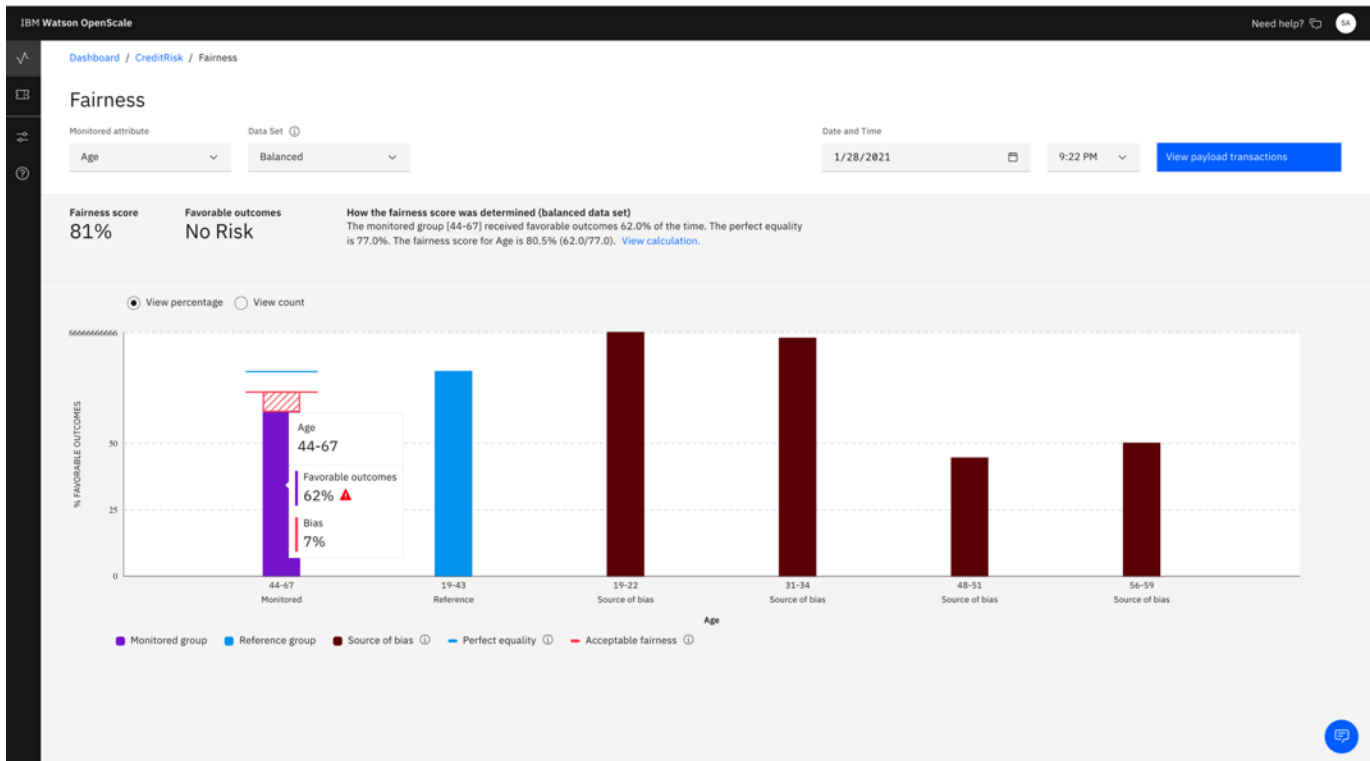 IBM Watson OpenScale
Need help?
SA
Dashboard / CreditRisk / Fairness
Fairness
Monitored attribute
Data Set
Date and Time
Age
Balanced
1/28/2021
9:22 PM
View payload transactions
Fairness score
81%
Favorable outcomes
No Risk
How the fairness score was determined (balanced data set)
The monitored group [44-67] received favorable outcomes 62.0% of the time. The perfect equality
is 77.0%. The fairness score for Age is 80.5% (62.0/77.0). View calculation.
View percentage
View count
% FAVORABLE OUTCOMES
50
25
0
Age
44-67
Favorable outcomes
62%
Bias
7%
44-67
Monitored
19-43
Reference
19-22
Source of bias
31-34
Source of bias
48-51
Source of bias
56-59
Source of bias
Age
Monitored group
Reference group
Source of bias
Perfect equality
Acceptable fairness